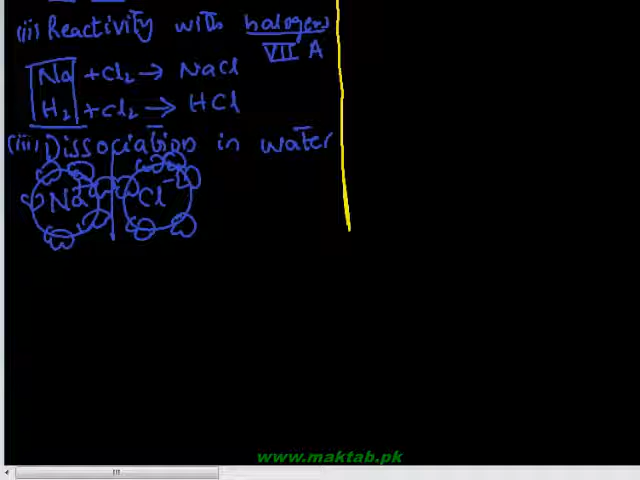 (ii) Reactivity with halogens
VII A
Na + Cl₂ → NaCl
H₂ + Cl₂ → HCl
(iii) Dissociation in water
Na⁺ Cl⁻
www.maktab.pk